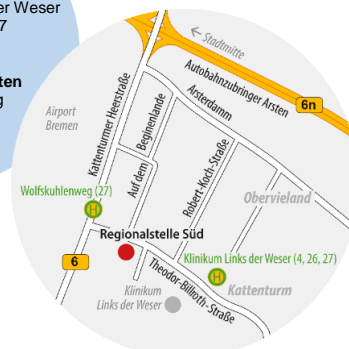 er Weser
7
ten
g
← Stadtmitte
Autobahnzubringer Arsten
6n
Arsterdamm
Airport
Bremen
Kattenturmer Heerstraße
Beginenlande
Auf dem
Robert-Koch-Straße
Obervieland
Wolfskuhlenweg (27)
H
Regionalstelle Süd
6
Klinikum Links der Weser (4, 26, 27)
H
Theodor-Billroth-Straße
Kattenturm
Klinikum
Links der Weser